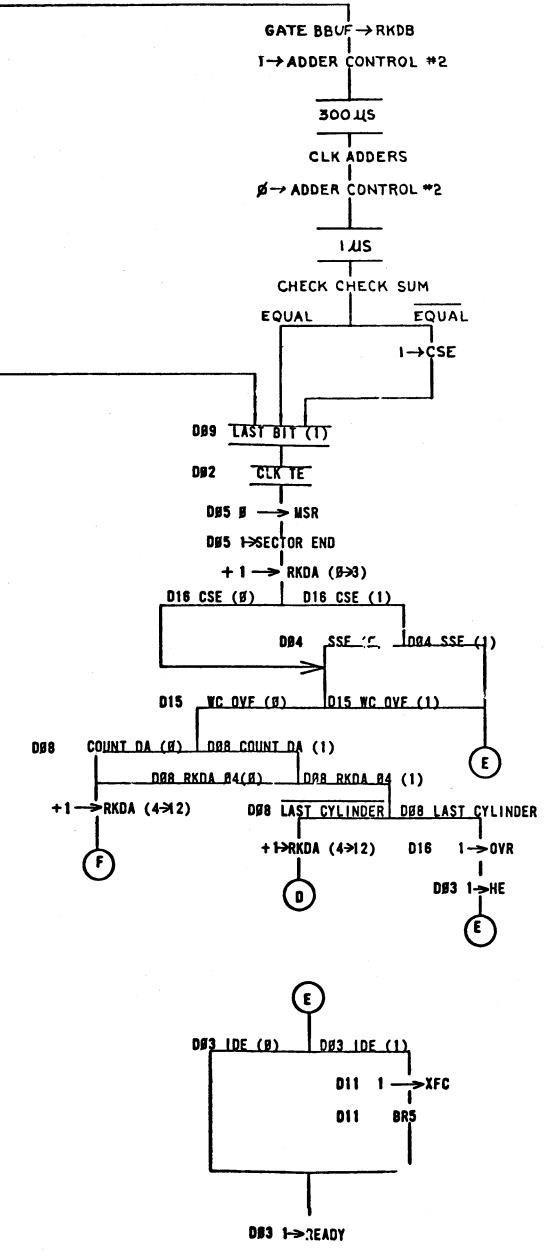 GATE BBUF→RKDB
1→ADDER CONTROL #2
300 µS
CLK ADDERS
Ø→ADDER CONTROL #2
1 µS
CHECK CHECK SUM
EQUAL EQUAL
1→CSE
DØ9 LAST BIT (1)
DØ2 CLK TE
DØ5 Ø → MSR
DØ5 1→SECTOR END
+1 → RKDA (Ø→3)
D16 CSE (Ø) D16 CSE (1)
DØ4 SSE DØ4 SSE (1)
D15 WC OVF (Ø) D15 WC OVF (1)
E
DØ8 COUNT DA (Ø) DØ8 COUNT DA (1)
DØ8 RKDA Ø4(Ø) DØ8 RKDA Ø4 (1)
+1→RKDA (4→12) DØ8 LAST CYLINDER DØ8 LAST CYLINDER
+1→RKDA (4→12) D16 1→OVR
F D DØ3 1→HE
E
E
DØ3 IDE (Ø) DØ3 IDE (1)
D11 1 → XFC
D11 BR5
DØ3 1→READY